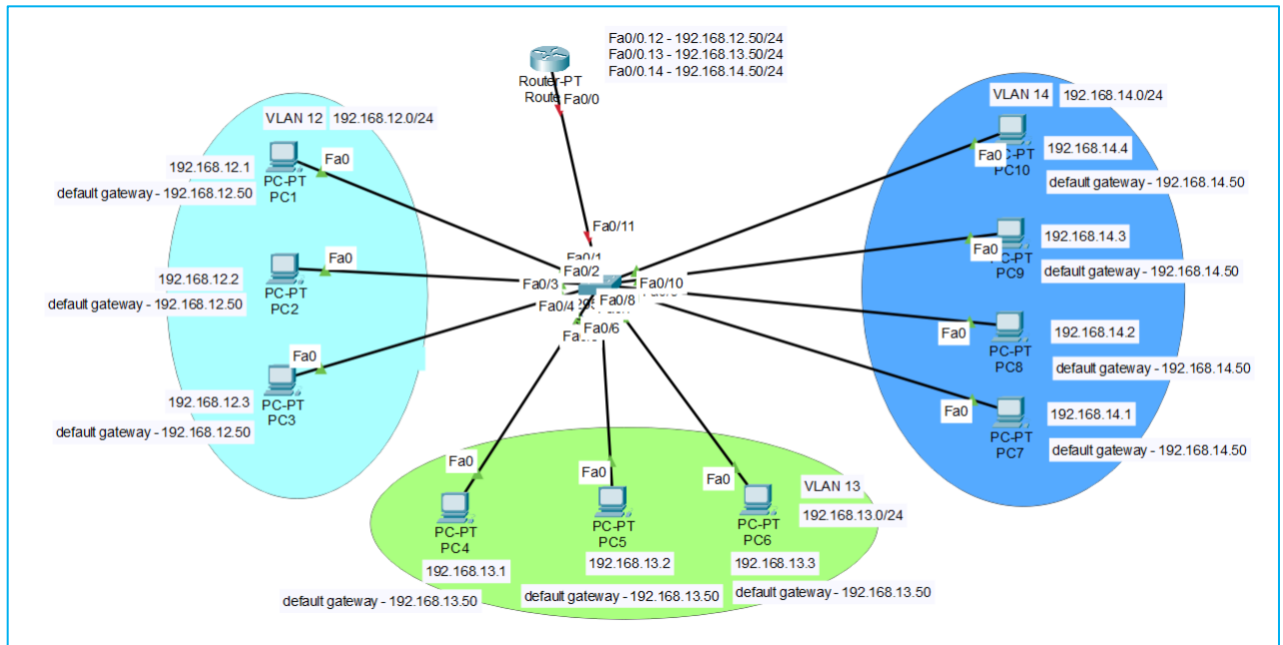 Fa0/0.12 - 192.168.12.50/24
Fa0/0.13 - 192.168.13.50/24
Fa0/0.14 - 192.168.14.50/24
Router-PT
Route
Fa0/0
VLAN 12
192.168.12.0/24
192.168.12.1
Fa0
PC-PT
PC1
default gateway - 192.168.12.50
192.168.12.2
Fa0
PC-PT
PC2
default gateway - 192.168.12.50
Fa0
192.168.12.3
PC-PT
PC3
default gateway - 192.168.12.50
Fa0/11
Fa0/1
Fa0/2
Fa0/3
Fa0/4
Fa0/10
Fa0/8
Fa0/6
VLAN 14
192.168.14.0/24
Fa0
C-PT
PC10
192.168.14.4
default gateway - 192.168.14.50
Fa0
PC-PT
PC9
192.168.14.3
default gateway - 192.168.14.50
Fa0
PC-PT
PC8
192.168.14.2
default gateway - 192.168.14.50
Fa0
PC-PT
PC7
192.168.14.1
default gateway - 192.168.14.50
Fa0
PC-PT
PC4
192.168.13.1
default gateway - 192.168.13.50
Fa0
PC-PT
PC5
192.168.13.2
default gateway - 192.168.13.50
Fa0
PC-PT
PC6
VLAN 13
192.168.13.0/24
192.168.13.3
default gateway - 192.168.13.50